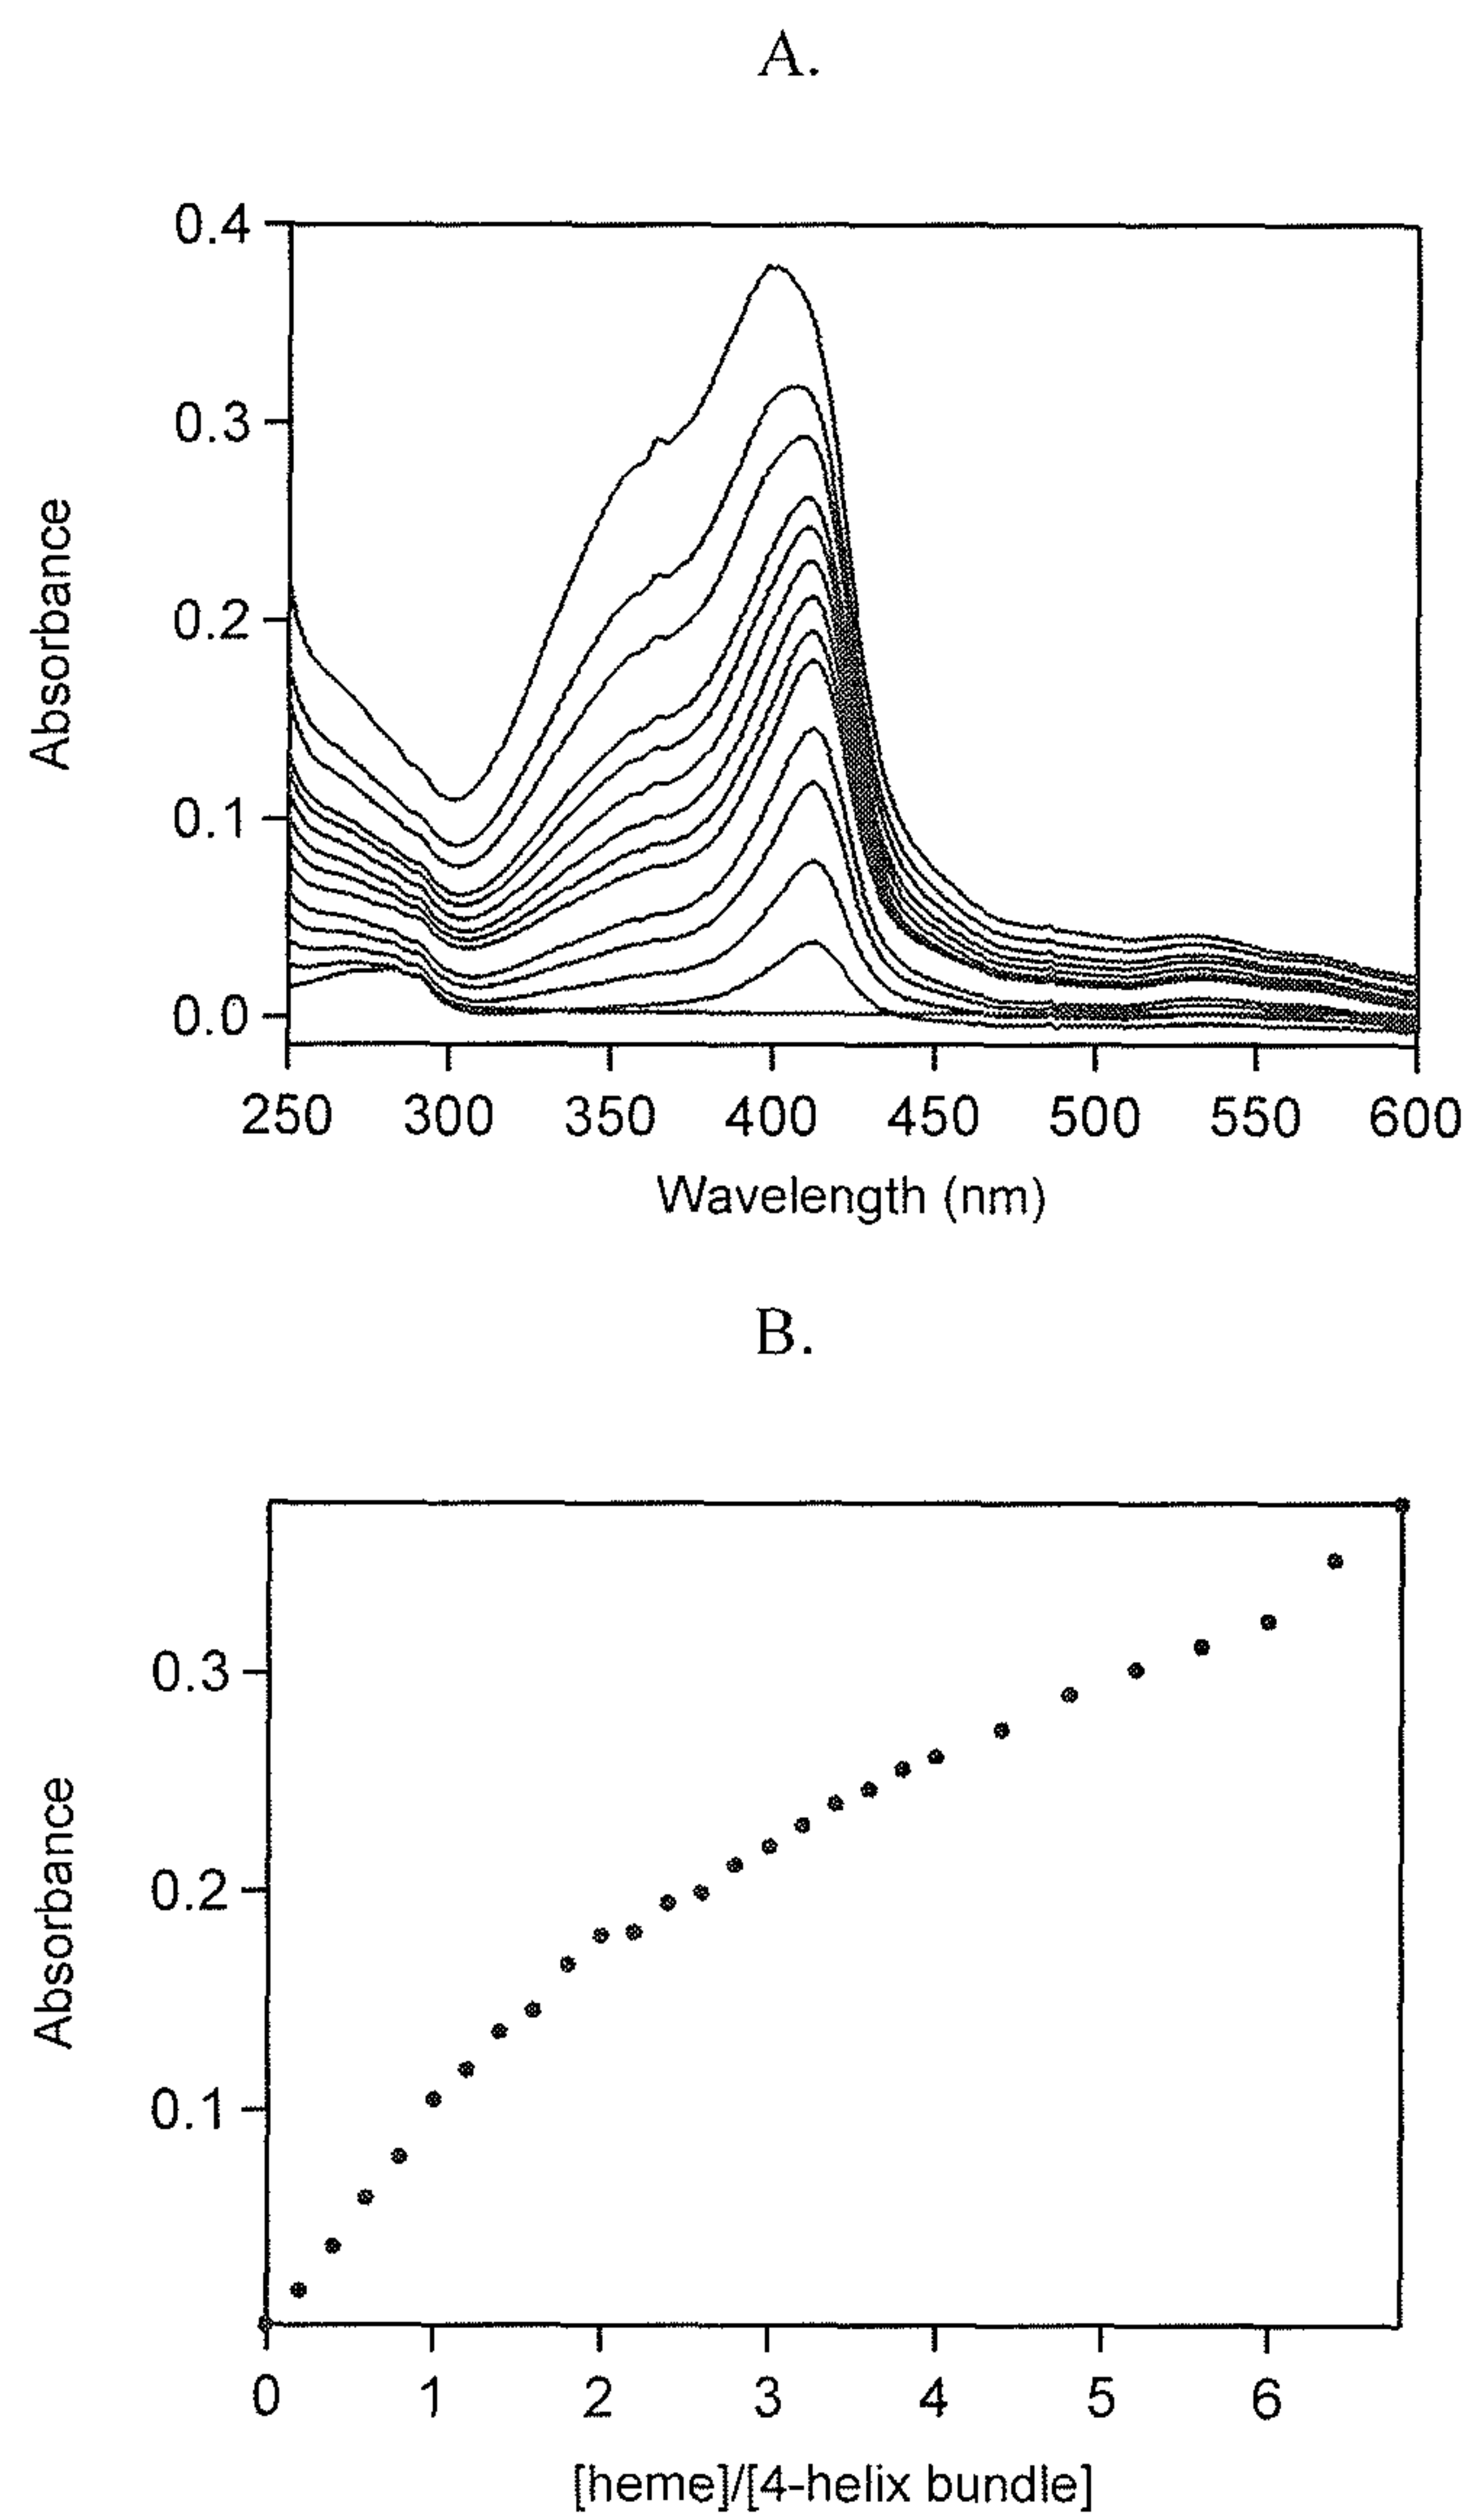 A.
0.4
0.3
0.2
0.1
0.0
Absorbance
250 300 350 400 450 500 550 600
Wavelength (nm)
B.
0.3
0.2
0.1
Absorbance
0 1 2 3 4 5 6
[heme]/[4-helix bundle]